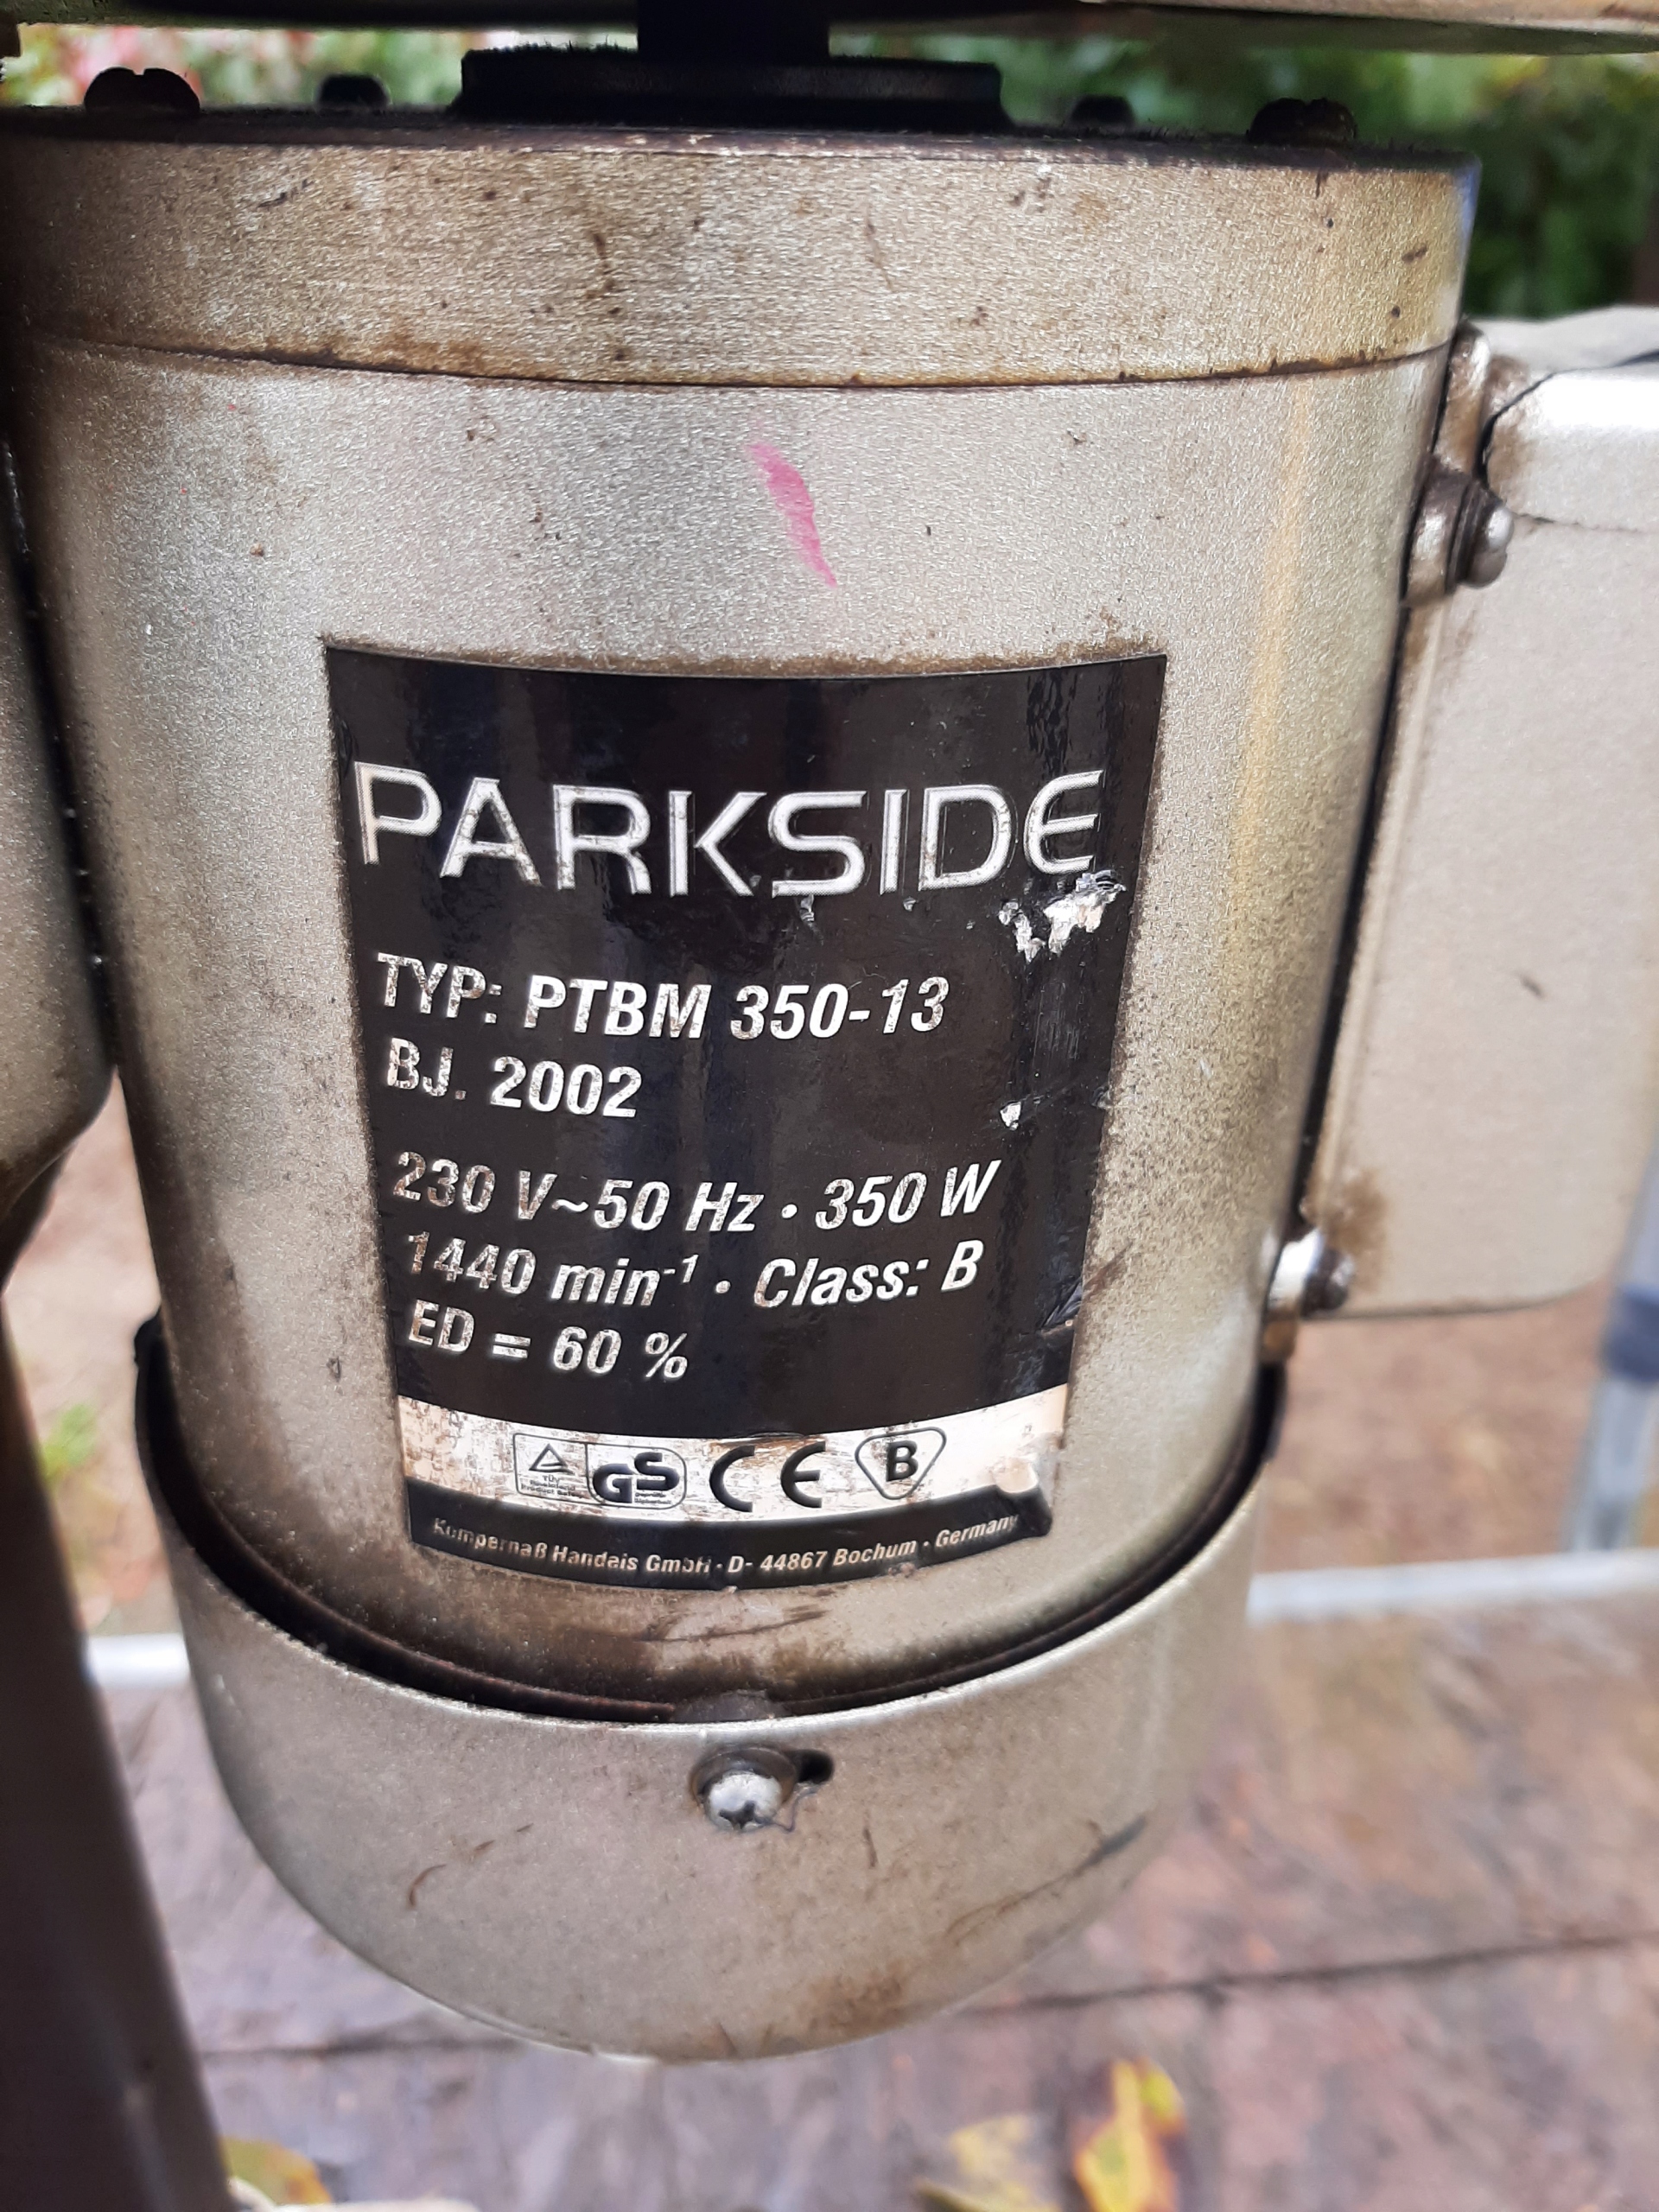 PARKSIDE
TYP: PTBM 350-13
BJ. 2002
230 V~50 Hz • 350 W
1440 min⁻¹ • Class: B
ED = 60 %
GS CE B
Kompernaß Handels GmbH • D- 44867 Bochum • Germany